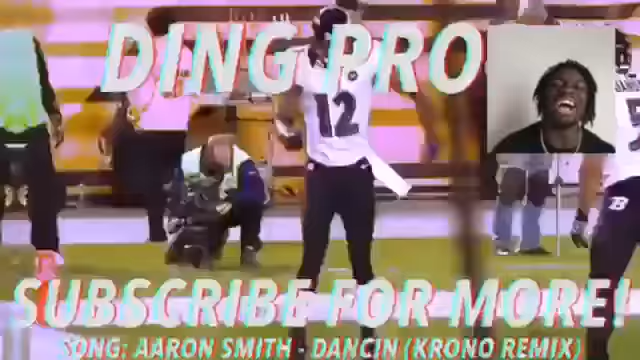 DING PRO
12
SUBSCRIBE FOR MORE!
SONG: AARON SMITH - DANCIN (KRONO REMIX)